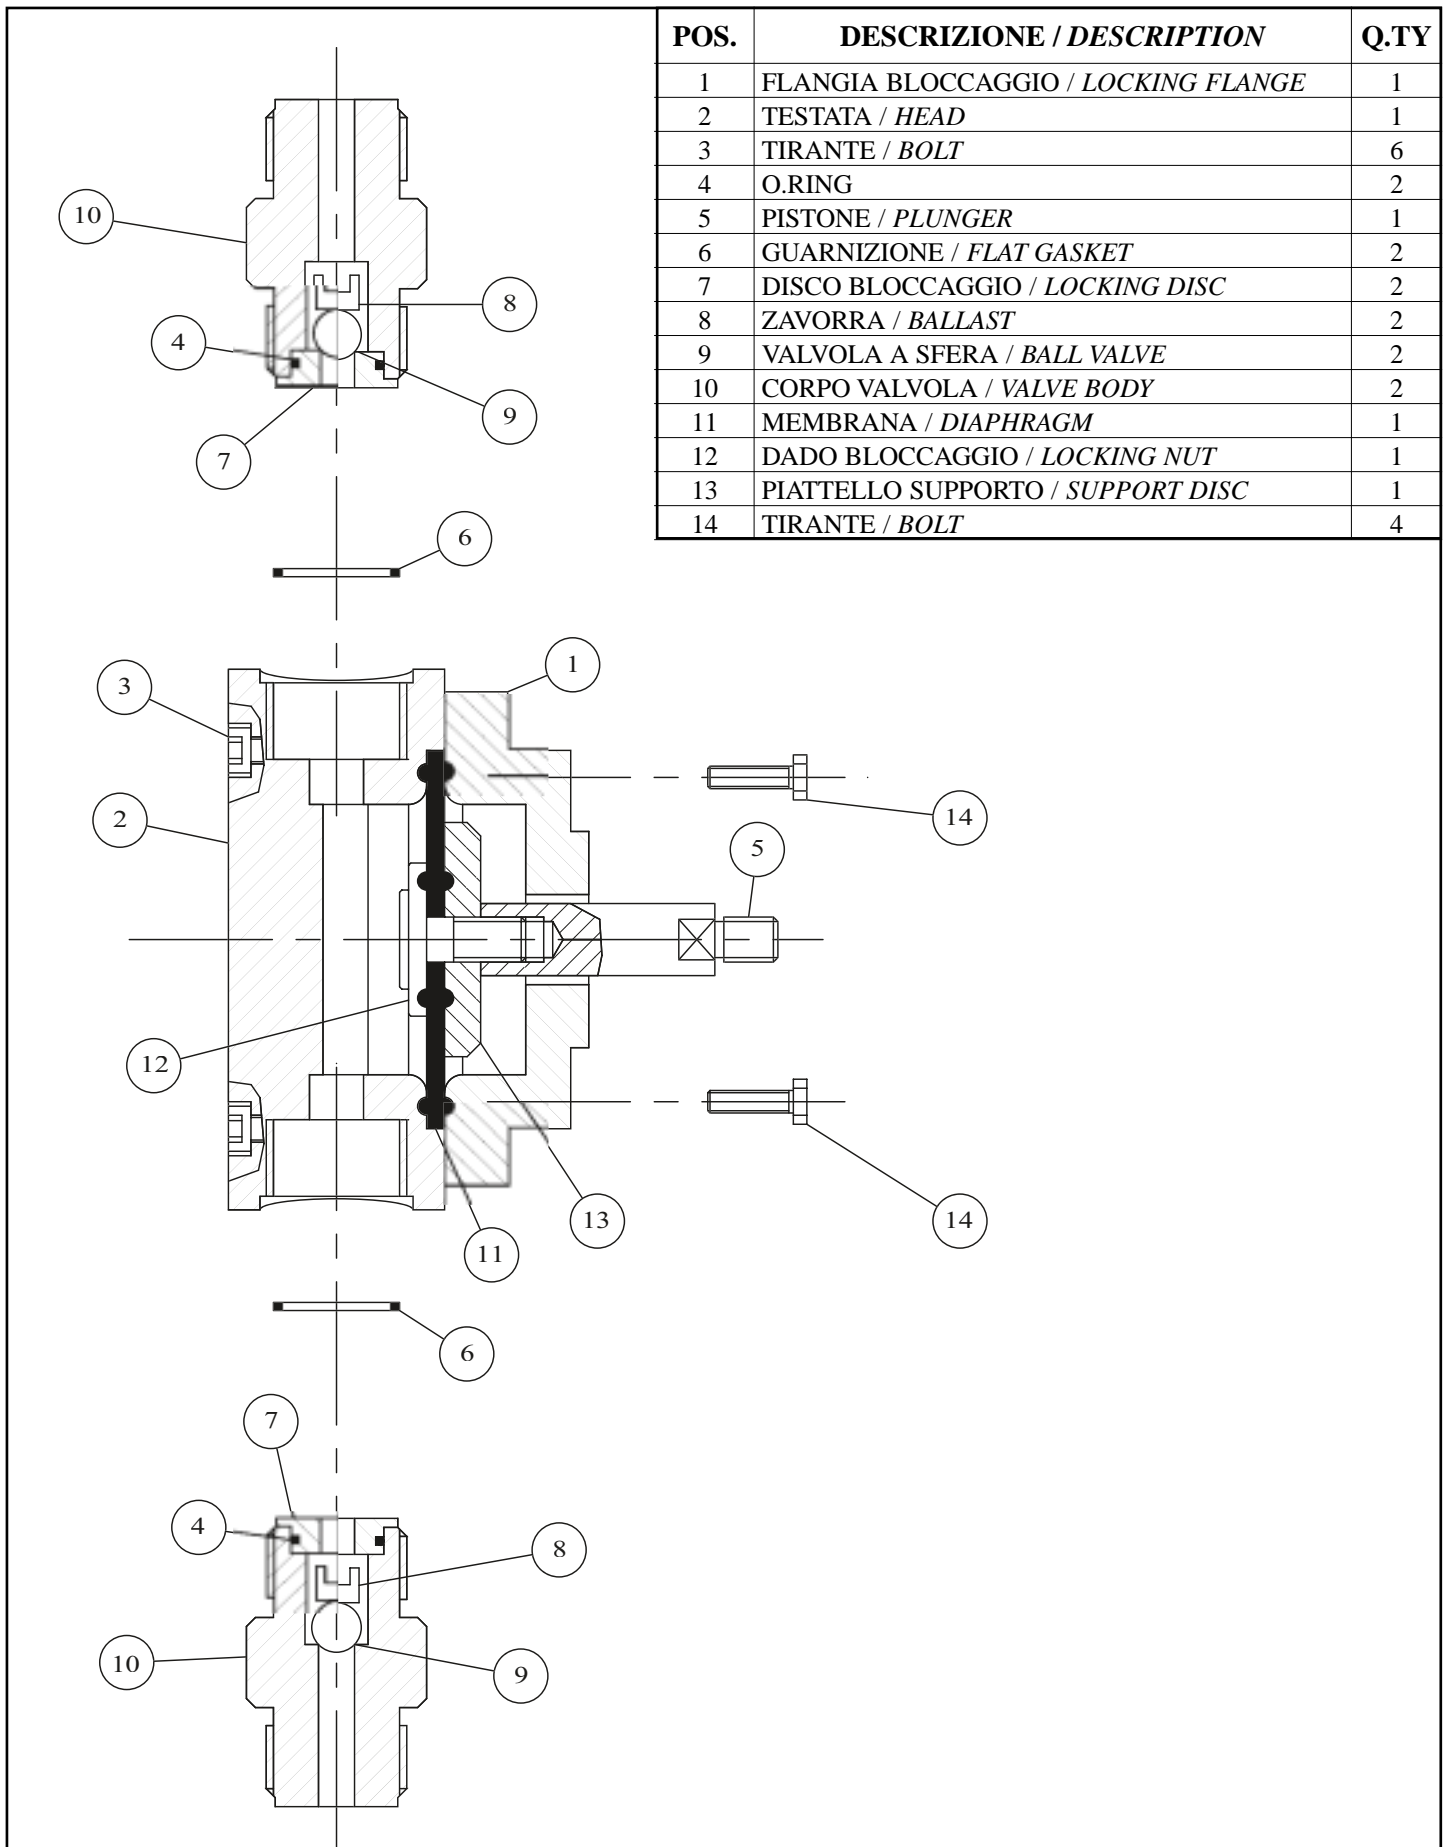 POS. DESCRIZIONE / DESCRIPTION Q.TY
1 FLANGIA BLOCCAGGIO / LOCKING FLANGE 1
2 TESTATA / HEAD 1
3 TIRANTE / BOLT 6
4 O.RING 2
5 PISTONE / PLUNGER 1
6 GUARNIZIONE / FLAT GASKET 2
7 DISCO BLOCCAGGIO / LOCKING DISC 2
8 ZAVORRA / BALLAST 2
9 VALVOLA A SFERA / BALL VALVE 2
10 CORPO VALVOLA / VALVE BODY 2
11 MEMBRANA / DIAPHRAGM 1
12 DADO BLOCCAGGIO / LOCKING NUT 1
13 PIATTELLO SUPPORTO / SUPPORT DISC 1
14 TIRANTE / BOLT 4
10
8
4
9
7
6
1
3
14
2
5
12
13
14
11
6
7
4
8
10
9